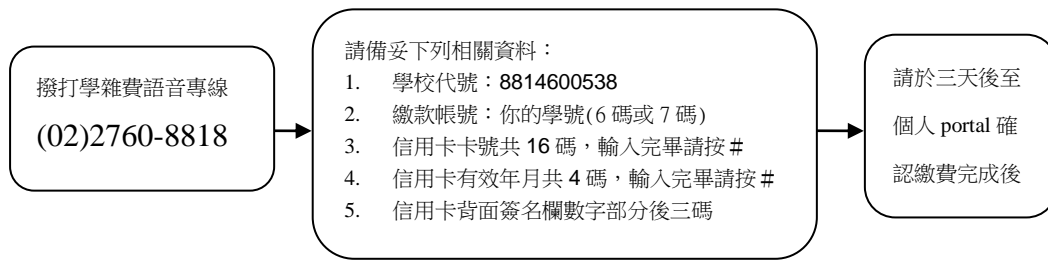 撥打學雜費語音專線
(02)2760-8818
請備妥下列相關資料：
1. 學校代號：8814600538
2. 繳款帳號：你的學號(6 碼或 7 碼)
3. 信用卡卡號共 16 碼，輸入完畢請按＃
4. 信用卡有效年月共 4 碼，輸入完畢請按＃
5. 信用卡背面簽名欄數字部分後三碼
請於三天後至
個人 portal 確
認繳費完成後